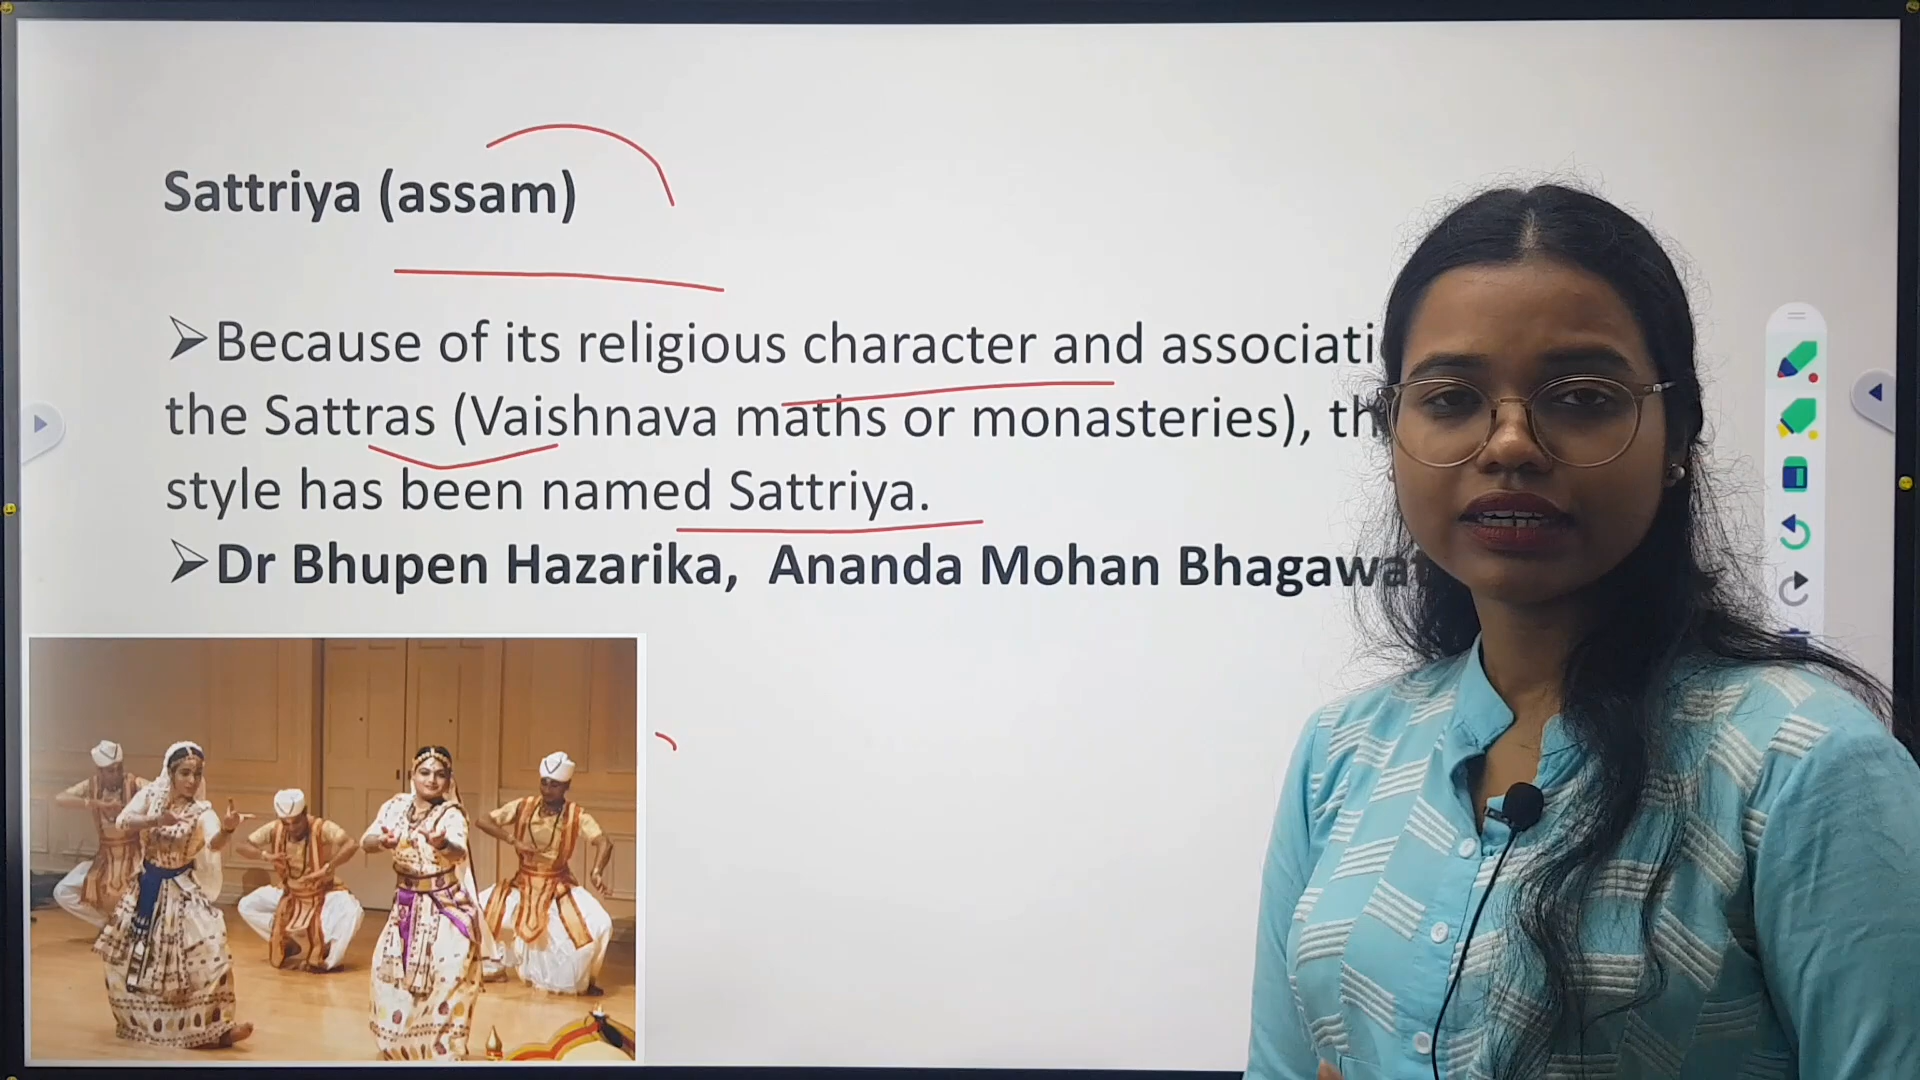 Sattriya (assam)
➢Because of its religious character and associati
the Sattras (Vaishnava maths or monasteries), th
style has been named Sattriya.
➢Dr Bhupen Hazarika, Ananda Mohan Bhagawat